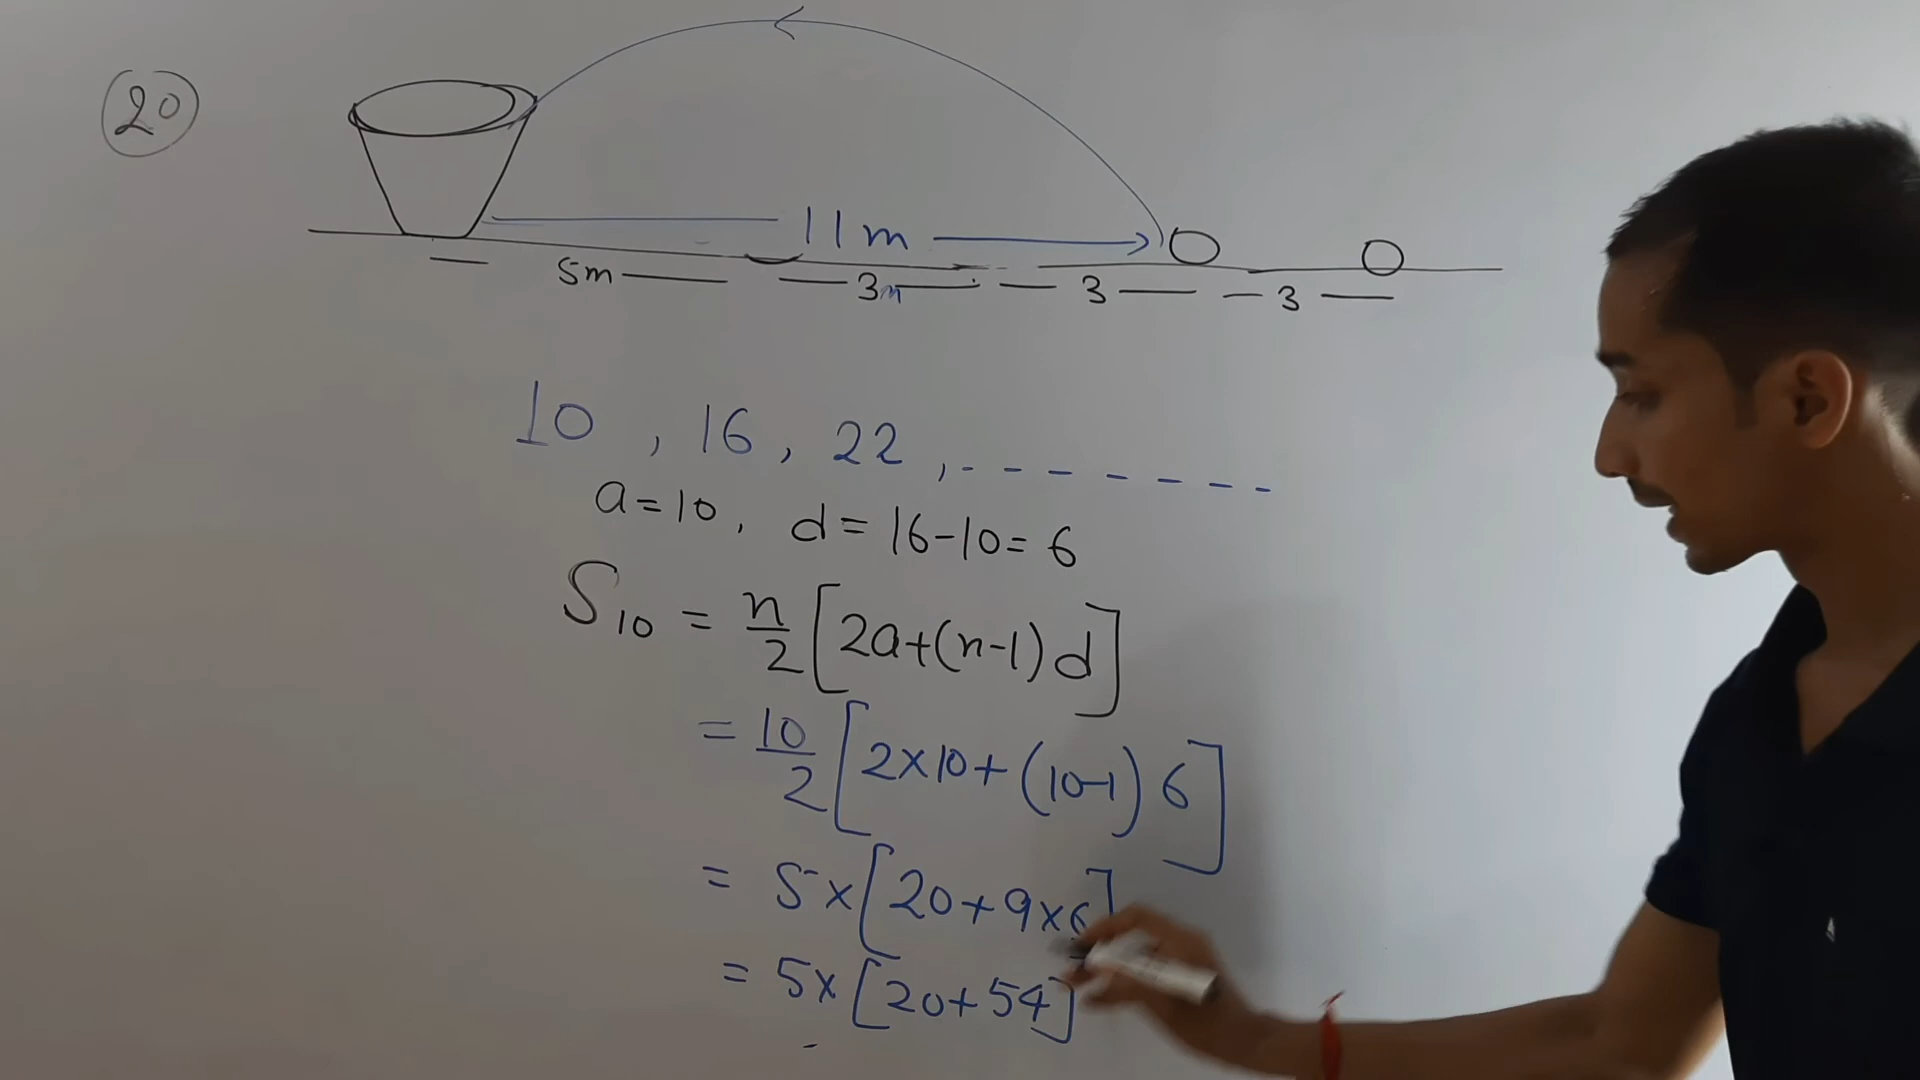 20
11m
5m 3m 3 3
10, 16, 22, - - - - - - - -
a=10, d=16-10=6
S10 = n/2 [2a+(n-1)d]
= 10/2 [2×10+(10-1)6]
= 5×[20+9×6]
= 5×[20+54]